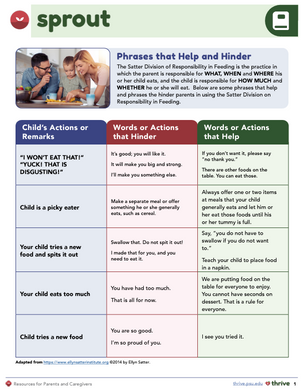 sprout
Phrases that Help and Hinder
The Satter Division of Responsibility in Feeding is the practice in
which the parent is responsible for WHAT, WHEN and WHERE his
or her child eats, and the child is responsible for HOW MUCH and
WHETHER he or she will eat. Below are some phrases that help
and phrases the hinder parents in using the Satter Division on
Responsibility in Feeding.
Child's Actions or
Remarks
Words or Actions
that Hinder
Words or Actions
that Help
"I WON'T EAT THAT!"
"YUCK! THAT IS
DISGUSTING!"
It's good; you will like it.
It will make you big and strong.
I'll make you something else.
If you don't want it, please say
"no thank you."
There are other foods on the
table. You can eat those.
Child is a picky eater
Make a separate meal or offer
something he or she generally
eats, such as cereal.
Always offer one or two items
at meals that your child
generally eats and let him or
her eat those foods until his
or her tummy is full.
Your child tries a new
food and spits it out
Swallow that. Do not spit it out!
I made that for you, and you
need to eat it.
Say, "you do not have to
swallow if you do not want
to."
Teach your child to place food
in a napkin.
Your child eats too much
You have had too much.
That is all for now.
We are putting food on the
table for everyone to enjoy.
You cannot have seconds on
dessert. That is a rule for
everyone.
Child tries a new food
You are so good.
I'm so proud of you.
I see you tried it.
Adapted from https://www.ellynsatterinstitute.org ©2014 by Ellyn Satter.
Resources for Parents and Caregivers
thrive.psu.edu
thrive
1